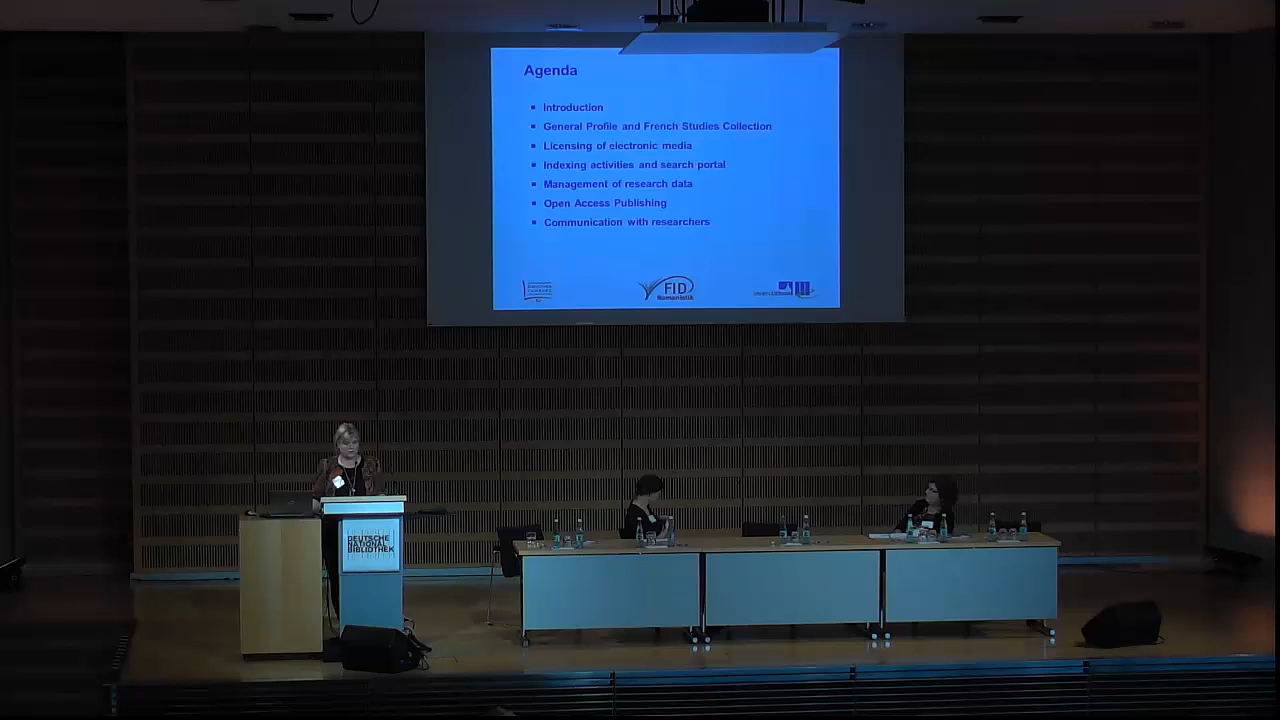 Agenda
Introduction
General Profile and French Studies Collection
Licensing of electronic media
Indexing activities and search portal
Management of research data
Open Access Publishing
Communication with researchers
FID
Romanistik
DEUTSCHE
NATIONAL
BIBLIOTHEK